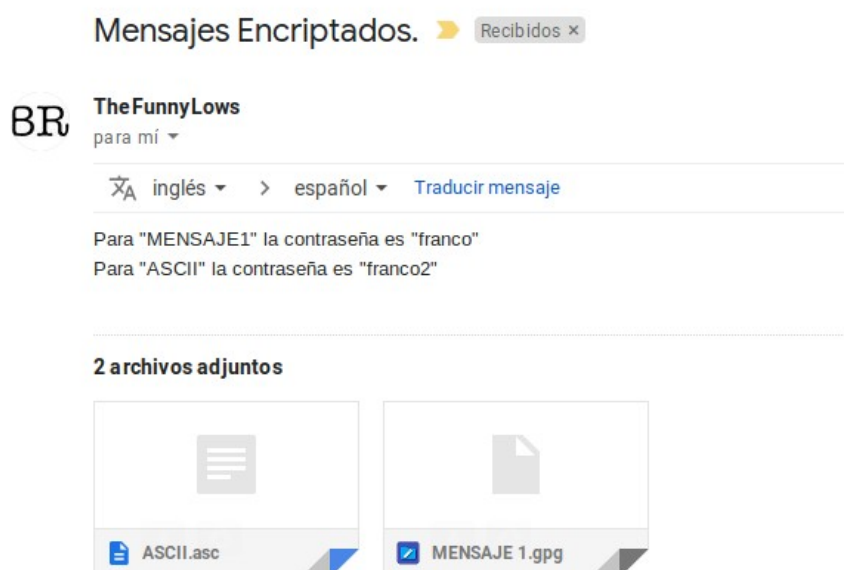 Mensajes Encriptados. Recibidos ×
BR
TheFunnyLows
para mí
inglés > español Traducir mensaje
Para "MENSAJE1" la contraseña es "franco"
Para "ASCII" la contraseña es "franco2"
2 archivos adjuntos
ASCII.asc MENSAJE 1.gpg